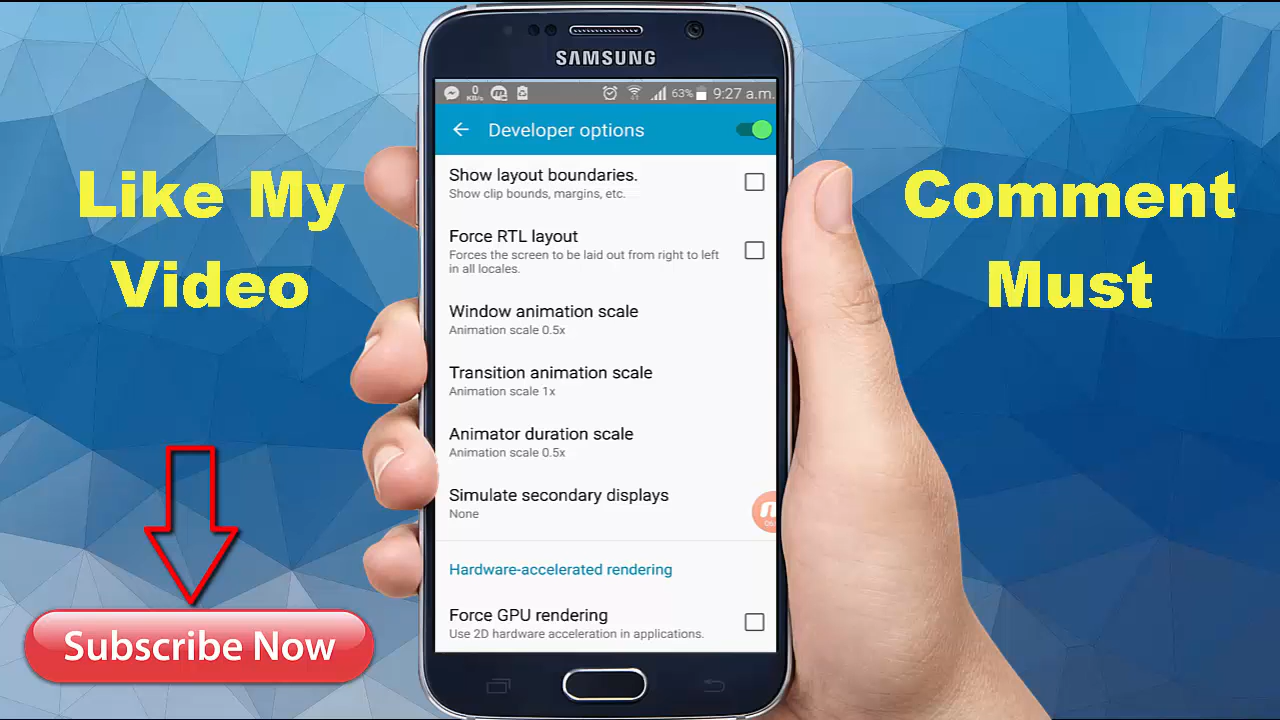 SAMSUNG
0
KB/s
63%
9:27 a.m.
Developer options
Show layout boundaries.
Show clip bounds, margins, etc.
Force RTL layout
Forces the screen to be laid out from right to left
in all locales.
Window animation scale
Animation scale 0.5x
Transition animation scale
Animation scale 1x
Animator duration scale
Animation scale 0.5x
Simulate secondary displays
None
Hardware-accelerated rendering
Force GPU rendering
Use 2D hardware acceleration in applications.
Like My
Video
Comment
Must
Subscribe Now